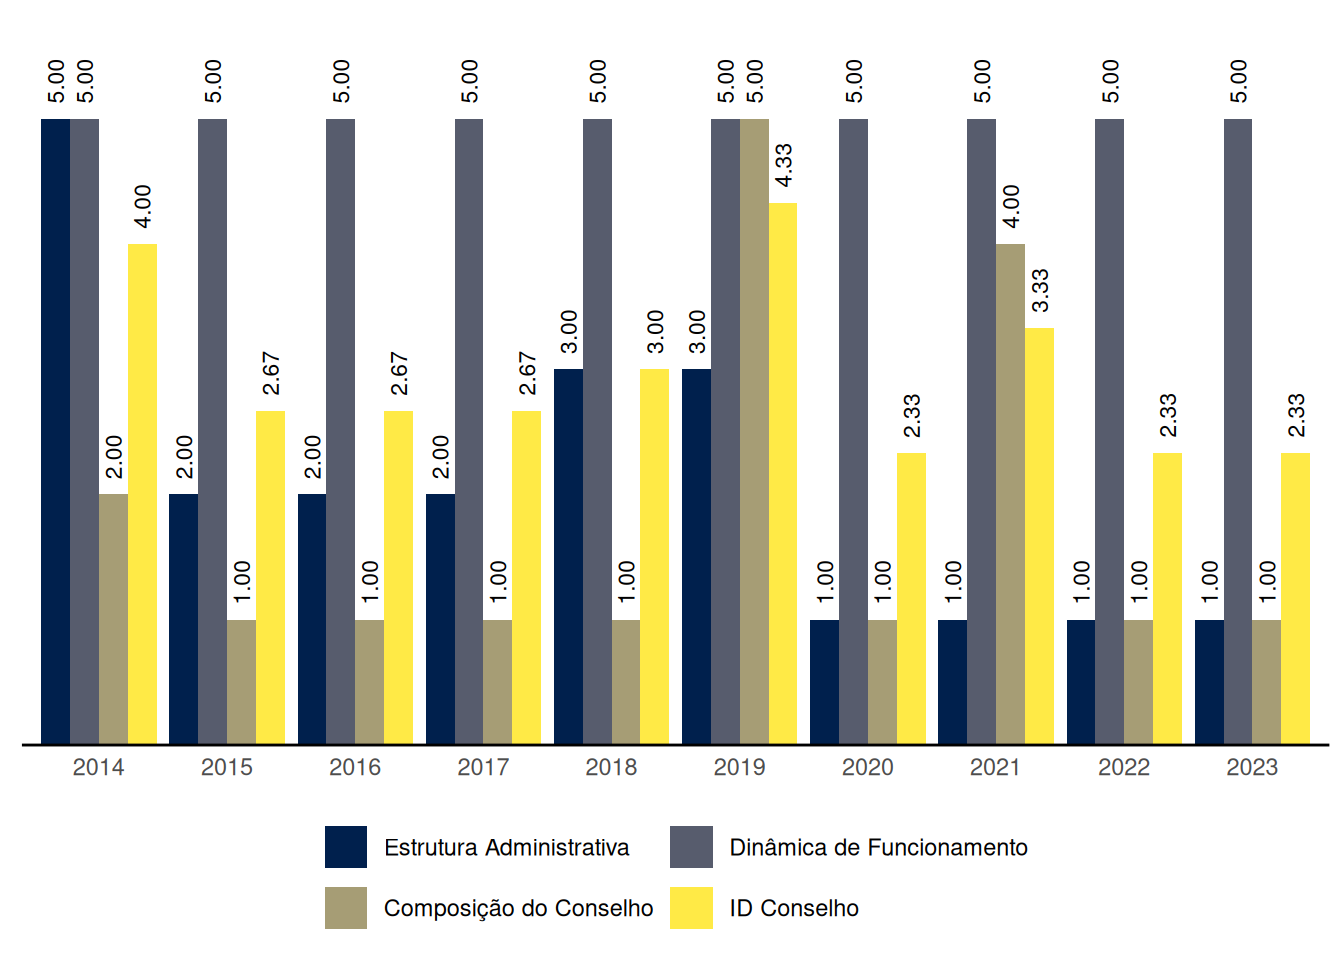 5.00 5.00 2.00 4.00
2.00 5.00 1.00 2.67
2.00 5.00 1.00 2.67
2.00 5.00 1.00 2.67
3.00 5.00 1.00 3.00
3.00 5.00 5.00 4.33
1.00 5.00 1.00 2.33
1.00 5.00 4.00 3.33
1.00 5.00 1.00 2.33
1.00 5.00 1.00 2.33
2014 2015 2016 2017 2018 2019 2020 2021 2022 2023
Estrutura Administrativa Dinâmica de Funcionamento
Composição do Conselho ID Conselho